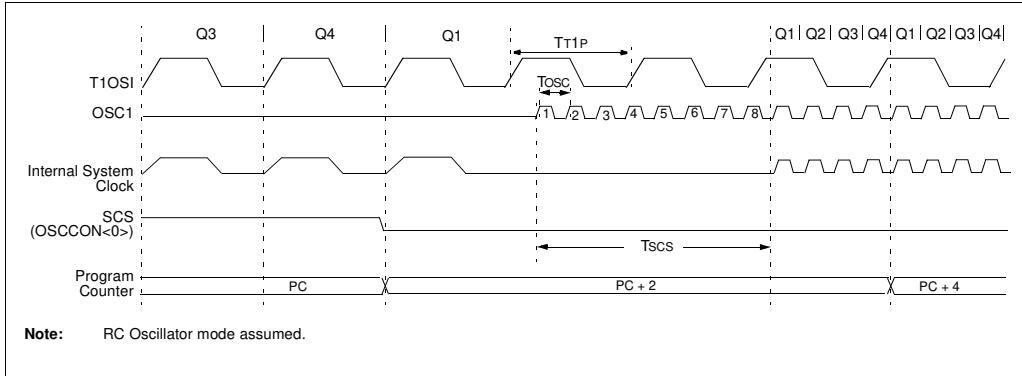 Q3 Q4 Q1 Q1 Q2 Q3 Q4 Q1 Q2 Q3 Q4
TT1P
T1OSI
TOSC
OSC1
1 2 3 4 5 6 7 8
Internal System
Clock
SCS
(OSCCON<0>)
TSCS
Program
Counter
PC PC + 2 PC + 4
Note: RC Oscillator mode assumed.